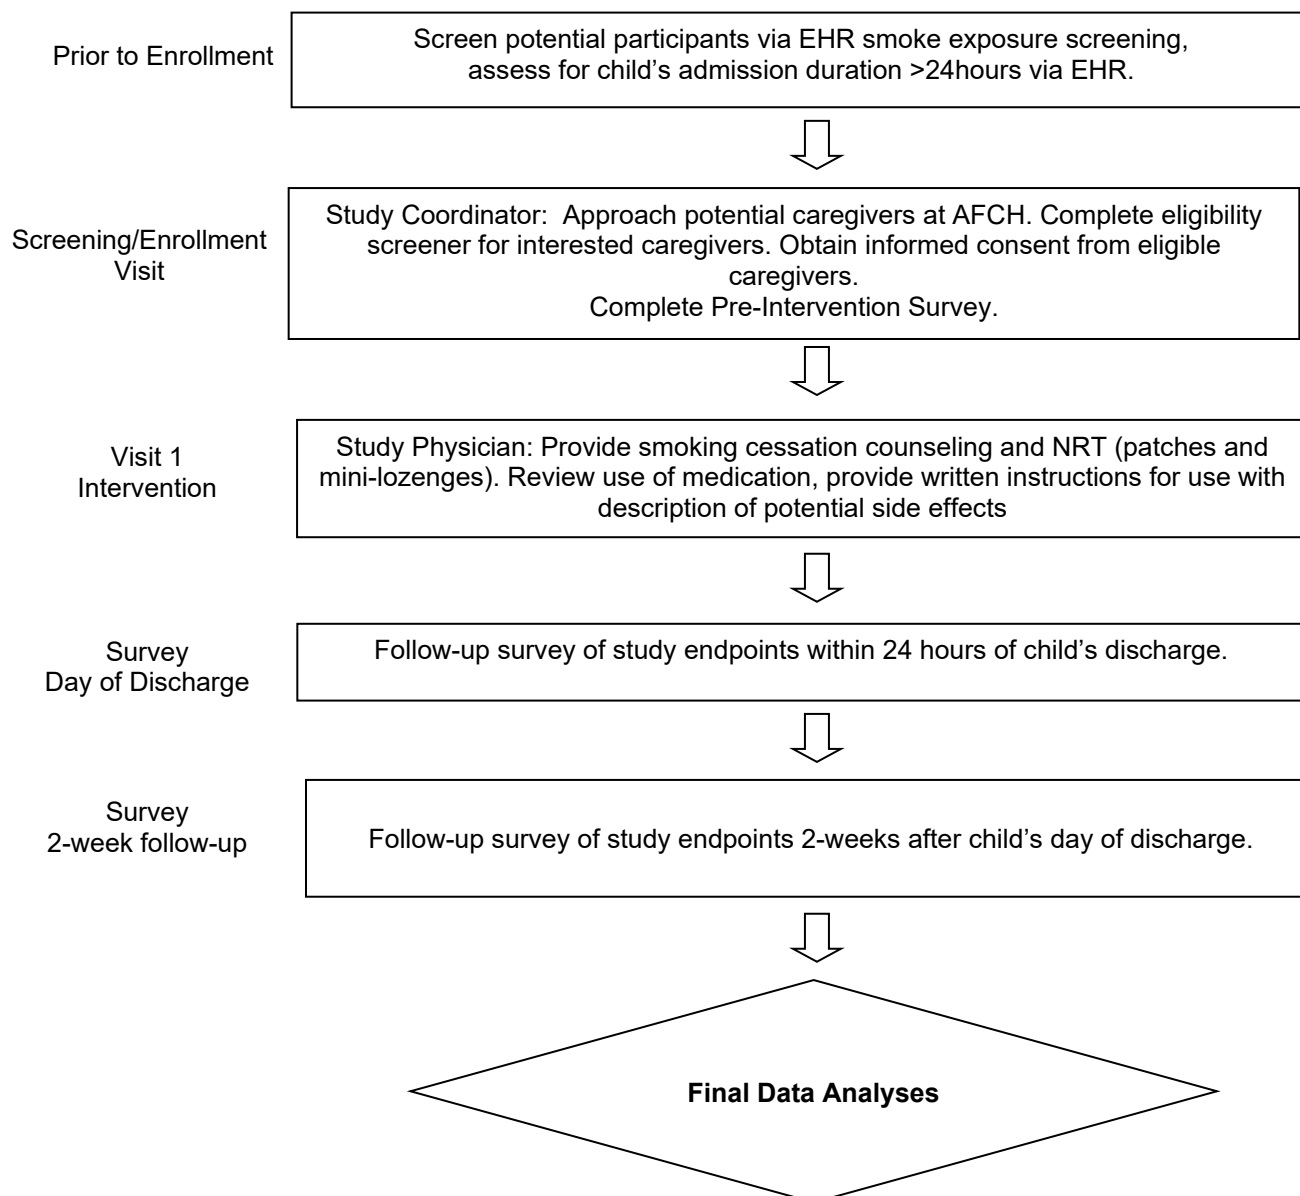 Prior to Enrollment
Screen potential participants via EHR smoke exposure screening,
assess for child's admission duration >24hours via EHR.
Screening/Enrollment
Visit
Study Coordinator:  Approach potential caregivers at AFCH. Complete eligibility
screener for interested caregivers. Obtain informed consent from eligible
caregivers.
Complete Pre-Intervention Survey.
Visit 1
Intervention
Study Physician: Provide smoking cessation counseling and NRT (patches and
mini-lozenges). Review use of medication, provide written instructions for use with
description of potential side effects
Survey
Day of Discharge
Follow-up survey of study endpoints within 24 hours of child's discharge.
Survey
2-week follow-up
Follow-up survey of study endpoints 2-weeks after child's day of discharge.
Final Data Analyses